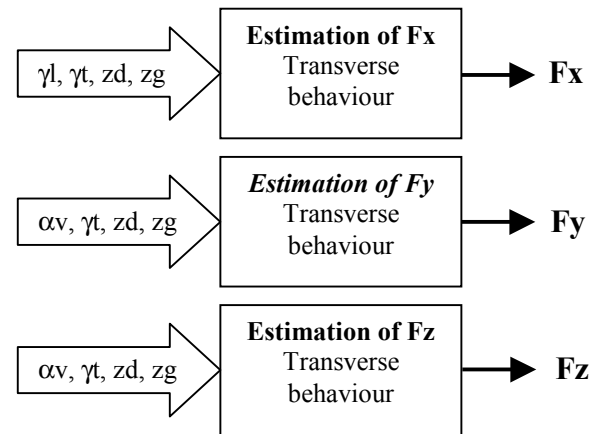 Estimation of Fx
Transverse
behaviour
γl, γt, zd, zg
Fx
Estimation of Fy
Transverse
behaviour
αv, γt, zd, zg
Fy
Estimation of Fz
Transverse
behaviour
αv, γt, zd, zg
Fz